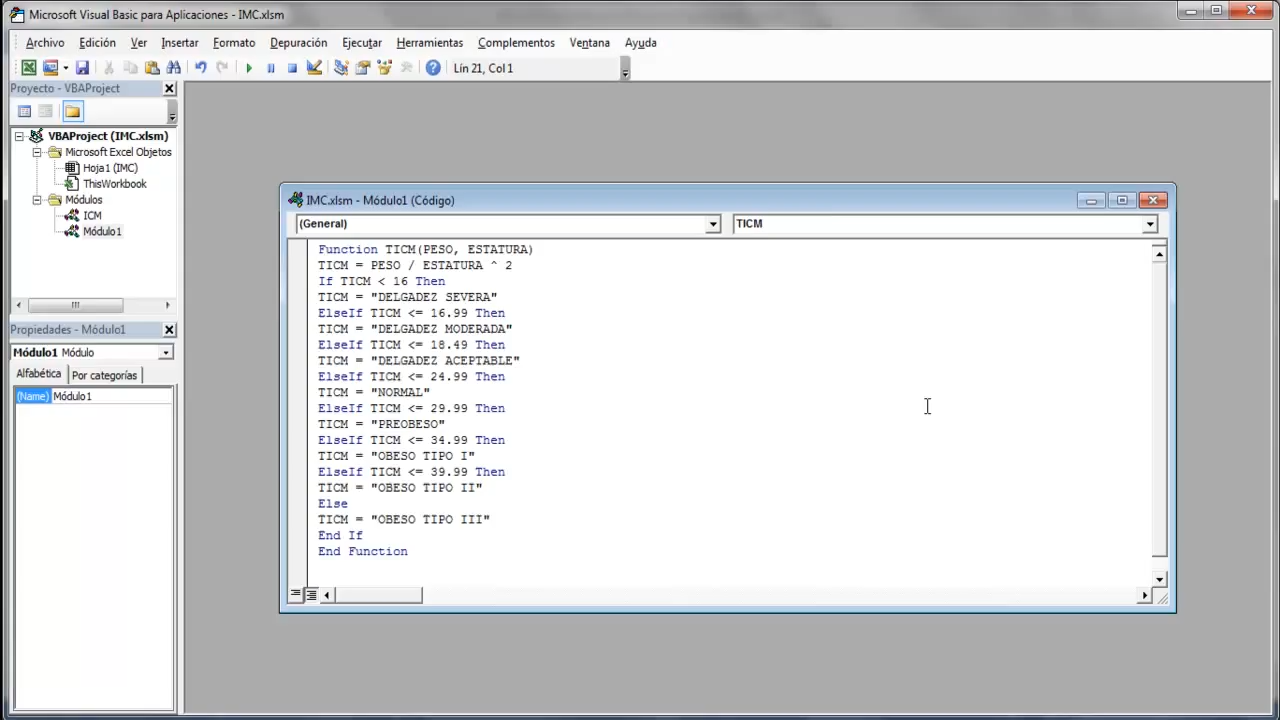 Microsoft Visual Basic para Aplicaciones - IMC.xlsm
Archivo Edición Ver Insertar Formato Depuración Ejecutar Herramientas Complementos Ventana Ayuda
Lín 21, Col 1
Proyecto - VBAProject
VBAProject (IMC.xlsm)
Microsoft Excel Objetos
Hoja1 (IMC)
ThisWorkbook
Módulos
ICM
Módulo1
Propiedades - Módulo1
Módulo1 Módulo
Alfabética Por categorías
(Name) Módulo1
IMC.xlsm - Módulo1 (Código)
(General) TICM
Function TICM(PESO, ESTATURA)
TICM = PESO / ESTATURA ^ 2
If TICM < 16 Then
TICM = "DELGADEZ SEVERA"
ElseIf TICM <= 16.99 Then
TICM = "DELGADEZ MODERADA"
ElseIf TICM <= 18.49 Then
TICM = "DELGADEZ ACEPTABLE"
ElseIf TICM <= 24.99 Then
TICM = "NORMAL"
ElseIf TICM <= 29.99 Then
TICM = "PREOBESO"
ElseIf TICM <= 34.99 Then
TICM = "OBESO TIPO I"
ElseIf TICM <= 39.99 Then
TICM = "OBESO TIPO II"
Else
TICM = "OBESO TIPO III"
End If
End Function